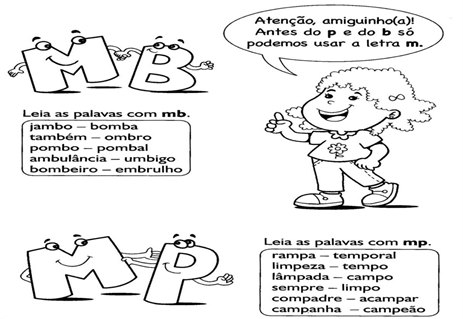 M B
Atenção, amiguinho(a)!
Antes do p e do b só
podemos usar a letra m.
Leia as palavas com mb.
jambo – bomba
também – ombro
pombo – pombal
ambulância – umbigo
bombeiro – embrulho
M P
Leia as palavas com mp.
rampa – temporal
limpeza – tempo
lâmpada – campo
sempre – limpo
compadre – acampar
campanha – campeão